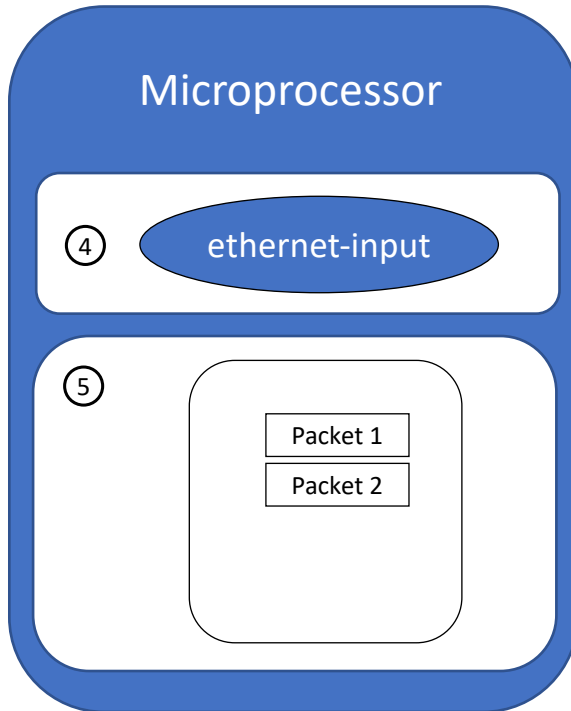 Microprocessor
4
ethernet-input
5
Packet 1
Packet 2